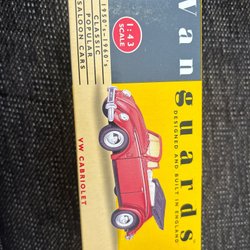 vanguards
DESIGNED AND BUILT IN ENGLAND
1:43
SCALE
1950's-1960's
CLASSIC
POPULAR
SALOON CARS
VW CABRIOLET